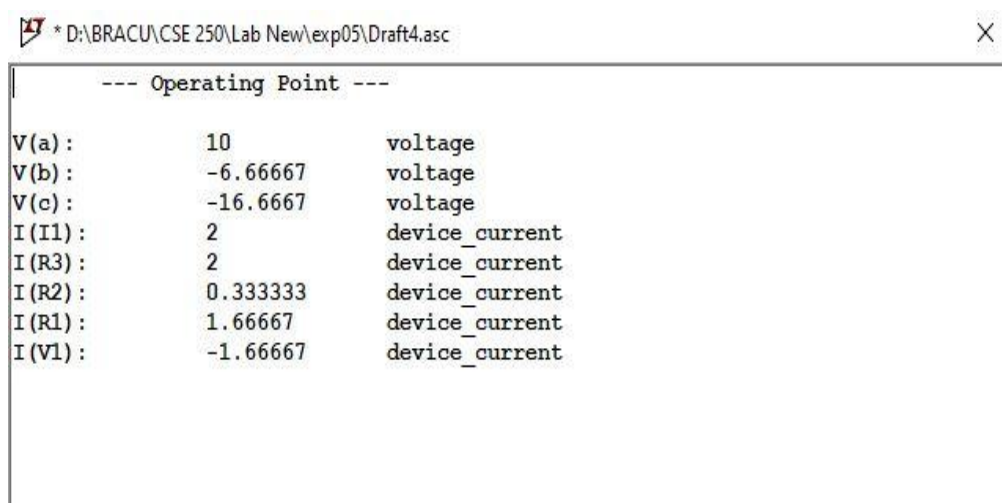 * D:\BRACU\CSE 250\Lab New\exp05\Draft4.asc
--- Operating Point ---
V(a): 10 voltage
V(b): -6.66667 voltage
V(c): -16.6667 voltage
I(I1): 2 device_current
I(R3): 2 device_current
I(R2): 0.333333 device_current
I(R1): 1.66667 device_current
I(V1): -1.66667 device_current